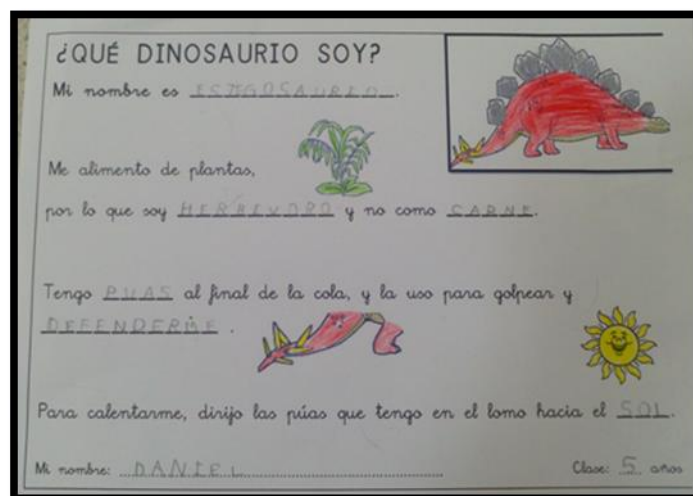 ¿QUÉ DINOSAURIO SOY?
Mi nombre es ESTEGOSAURIO.
Me alimento de plantas,
por lo que soy HERBIVORO y no como CARNE.
Tengo PUAS al final de la cola, y la uso para golpear y
DEFENDERME.
Para calentarme, dirijo las púas que tengo en el lomo hacia el SOL.
Mi nombre: DANIEL Clase: 5 años